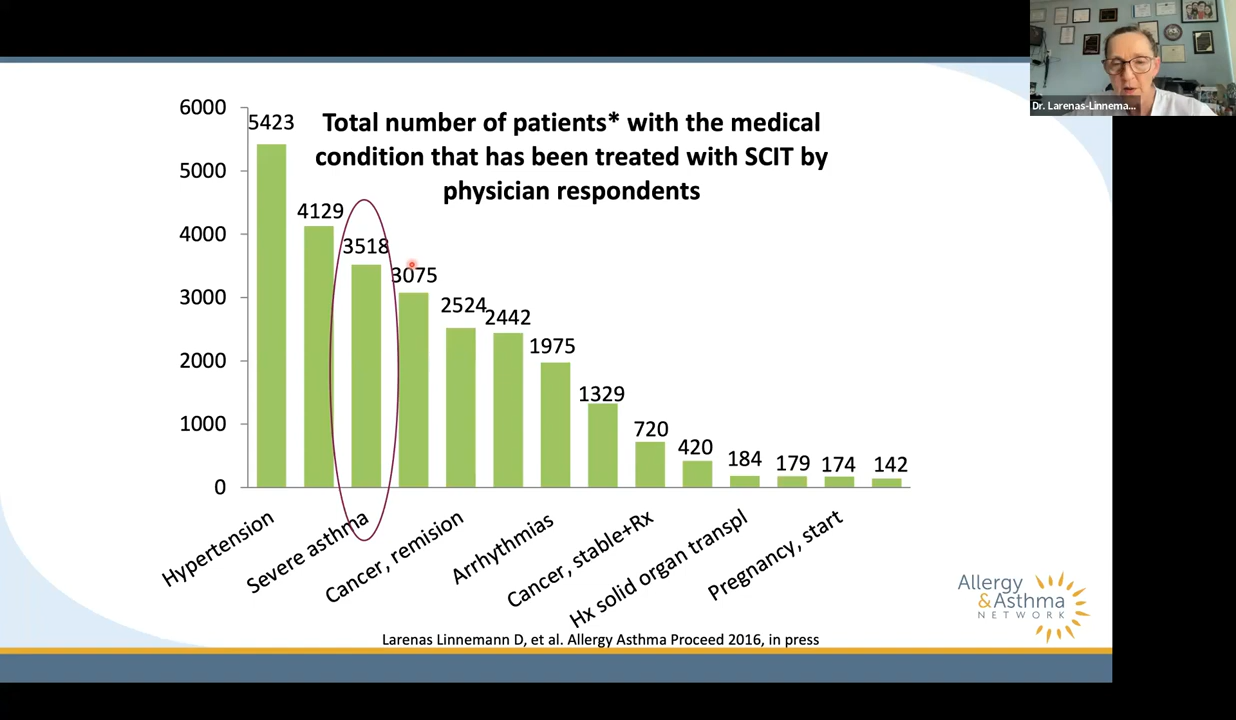 Total number of patients* with the medical
condition that has been treated with SCIT by
physician respondents
6000
5000
4000
3000
2000
1000
0
5423
4129
3518
3075
2524
2442
1975
1329
720
420
184
179
174
142
Hypertension
Severe asthma
Cancer, remision
Arrhythmias
Cancer, stable+Rx
Hx solid organ transpl
Pregnancy, start
Larenas Linnemann D, et al. Allergy Asthma Proceed 2016, in press
Allergy
&Asthma
NETWORK
Dr. Larenas-Linnema...